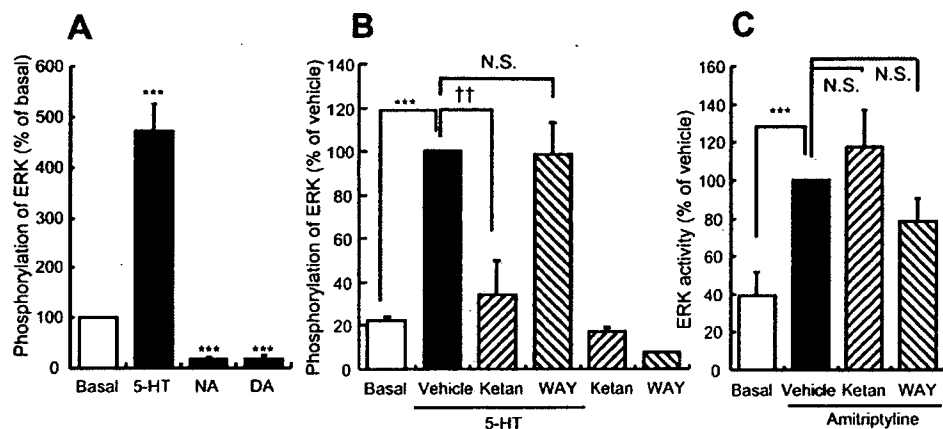 A
Phosphorylation of ERK (% of basal)
600
500
400
300
200
100
0
***
***
***
Basal 5-HT NA DA
B
Phosphorylation of ERK (% of vehicle)
140
120
100
80
60
40
20
0
N.S.
***
††
Basal Vehicle Ketan WAY Ketan WAY
5-HT
C
ERK activity (% of vehicle)
160
140
120
100
80
60
40
20
0
N.S.
N.S.
***
Basal Vehicle Ketan WAY
Amitriptyline